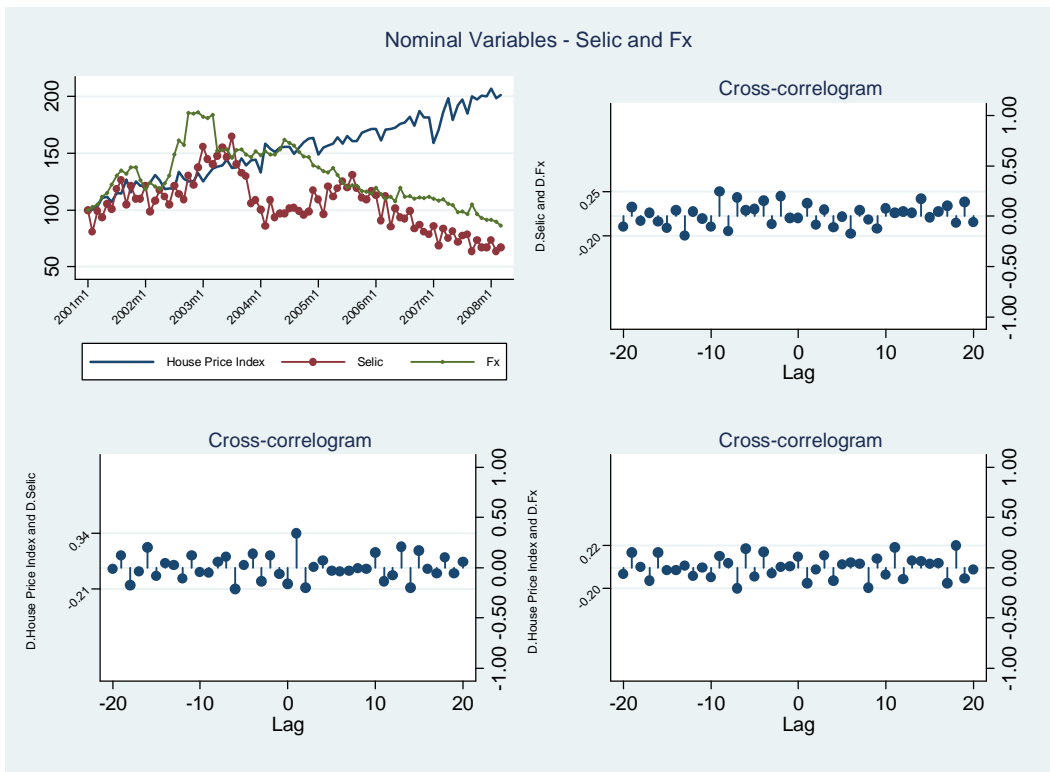 Nominal Variables - Selic and Fx
50 100 150 200
2001m1 2002m1 2003m1 2004m1 2005m1 2006m1 2007m1 2008m1
House Price Index Selic Fx
Cross-correlogram
D.Selic and D.Fx
0.25
-0.20
-1.00 -0.50 0.00 0.50 1.00
-20 -10 0 10 20
Lag
Cross-correlogram
D.House Price Index and D.Selic
0.34
-0.21
-1.00 -0.50 0.00 0.50 1.00
-20 -10 0 10 20
Lag
Cross-correlogram
D.House Price Index and D.Fx
0.22
-0.20
-1.00 -0.50 0.00 0.50 1.00
-20 -10 0 10 20
Lag